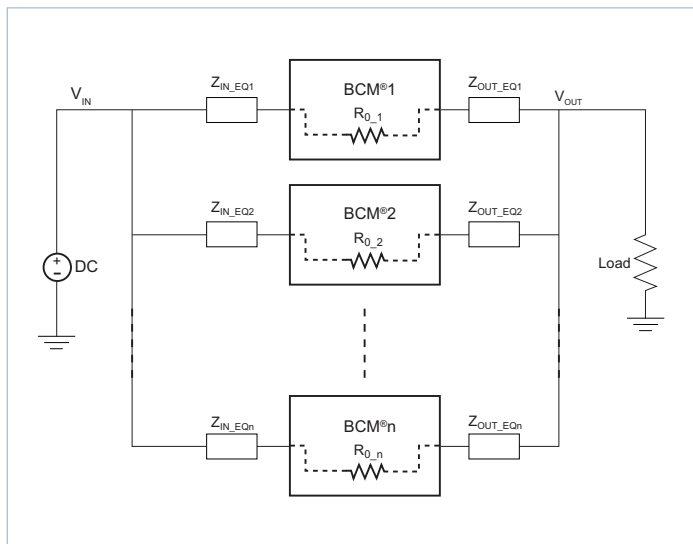 V_IN
Z_IN_EQ1
BCM®1
R_0_1
Z_OUT_EQ1
V_OUT
Z_IN_EQ2
BCM®2
R_0_2
Z_OUT_EQ2
+
–
DC
Load
Z_IN_EQn
BCM®n
R_0_n
Z_OUT_EQn